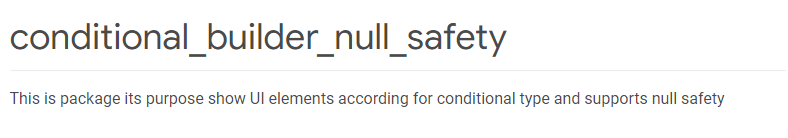 conditional_builder_null_safety
This is package its purpose show UI elements according for conditional type and supports null safety